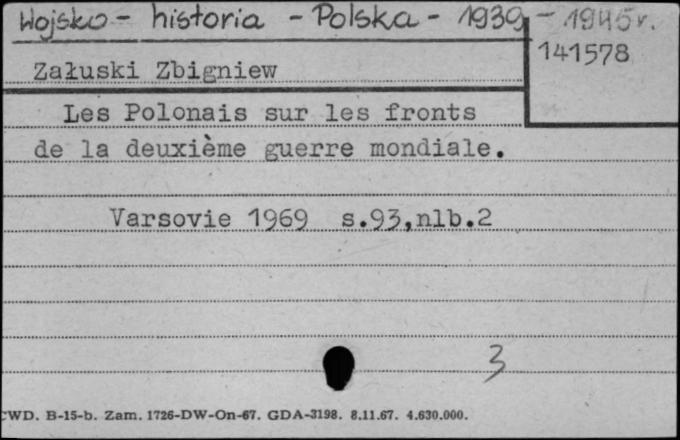 Wojsko - historia - Polska - 1939 - 1945 r.
141578
Załuski Zbigniew
Les Polonais sur les fronts
de la deuxième guerre mondiale.
Varsovie 1969 s.93,nlb.2
3
CWD. B-15-b. Zam. 1726-DW-On-67. GDA-3198. 8.11.67. 4.630.000.